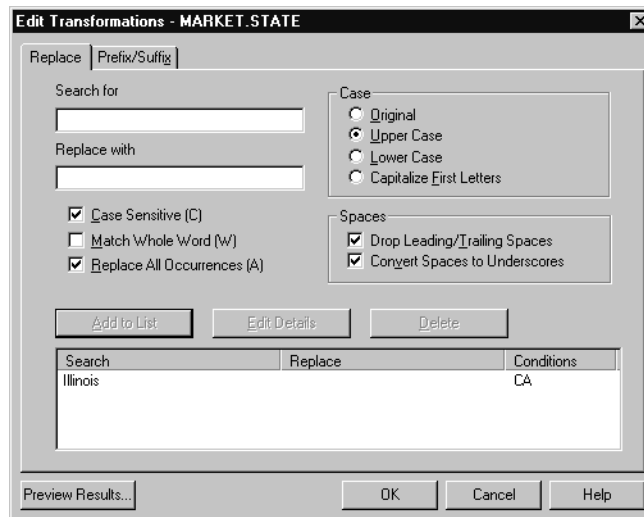 Edit Transformations - MARKET.STATE
Replace
Prefix/Suffix
Search for
Replace with
Case Sensitive (C)
Match Whole Word (W)
Replace All Occurrences (A)
Case
Original
Upper Case
Lower Case
Capitalize First Letters
Spaces
Drop Leading/Trailing Spaces
Convert Spaces to Underscores
Add to List
Edit Details
Delete
Search Replace Conditions
Illinois CA
Preview Results...
OK
Cancel
Help